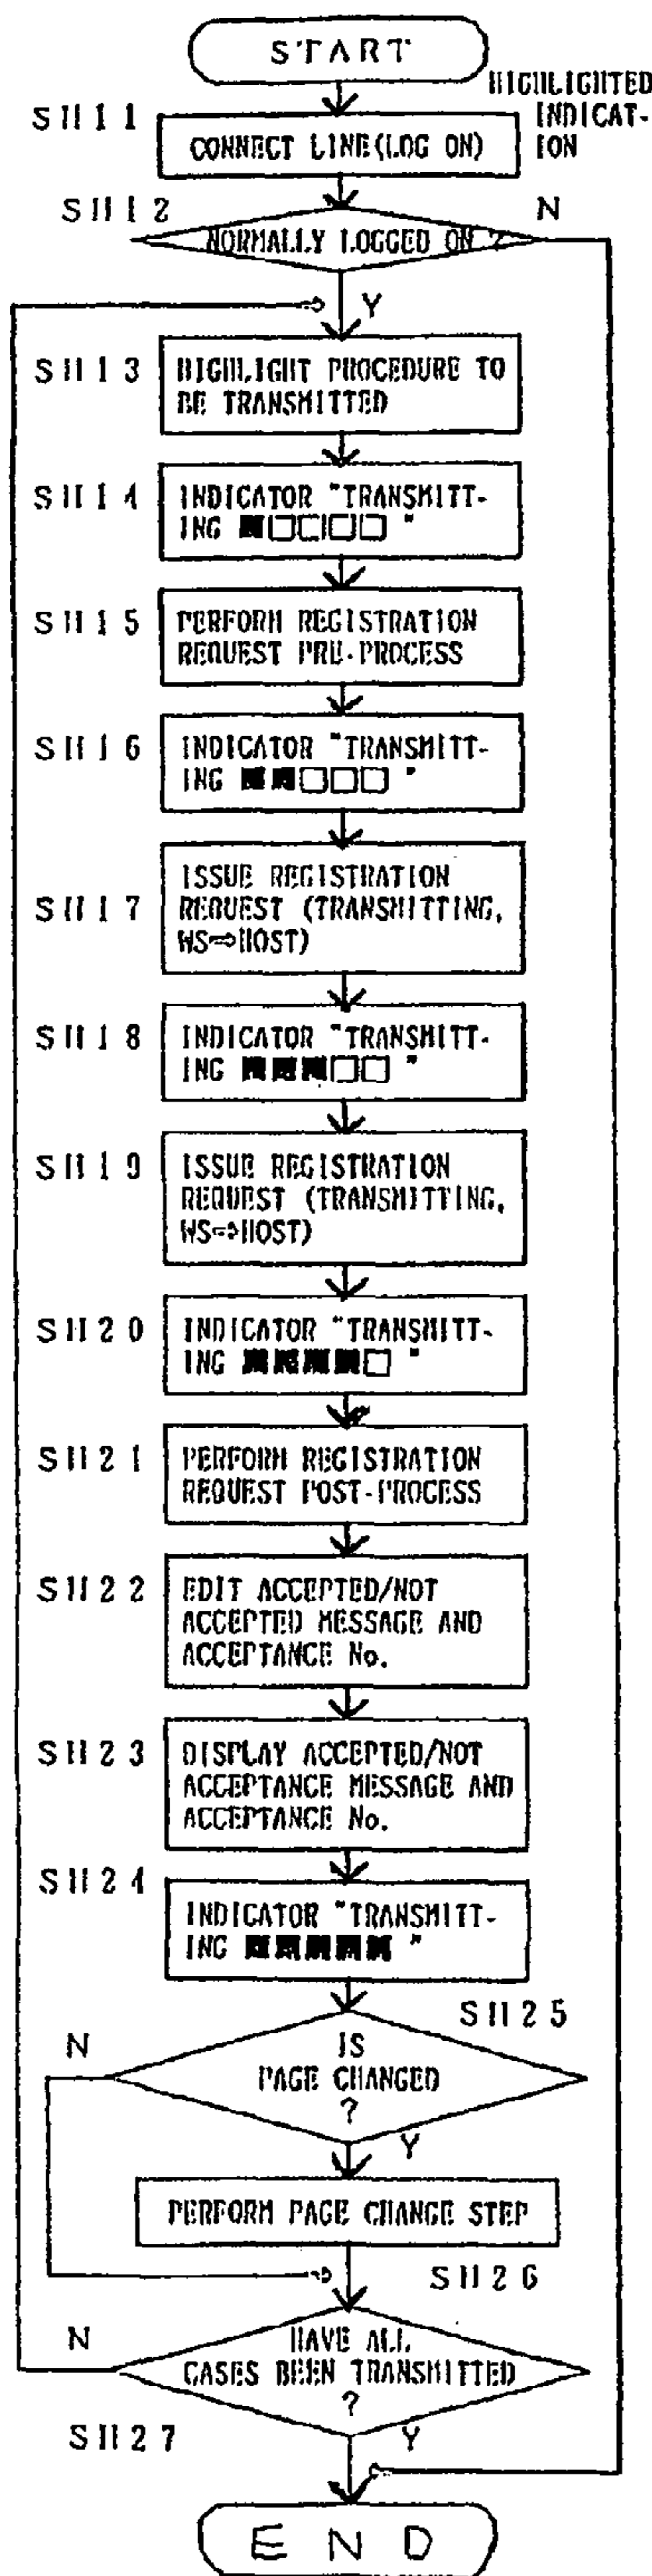 START
HIGHLIGHTED
INDICAT-
ION
SH11
CONNECT LINE(LOG ON)
SH12
N
NORMALLY LOGGED ON ?
Y
SH13
HIGHLIGHT PROCEDURE TO
BE TRANSMITTED
SH14
INDICATOR "TRANSMITT-
ING ■□□□□ "
SH15
PERFORM REGISTRATION
REQUEST PRE-PROCESS
SH16
INDICATOR "TRANSMITT-
ING ■■□□□ "
SH17
ISSUE REGISTRATION
REQUEST (TRANSMITTING,
WS⇒HOST)
SH18
INDICATOR "TRANSMITT-
ING ■■■□□ "
SH19
ISSUE REGISTRATION
REQUEST (TRANSMITTING,
WS⇒HOST)
SH20
INDICATOR "TRANSMITT-
ING ■■■■□ "
SH21
PERFORM REGISTRATION
REQUEST POST-PROCESS
SH22
EDIT ACCEPTED/NOT
ACCEPTED MESSAGE AND
ACCEPTANCE No.
SH23
DISPLAY ACCEPTED/NOT
ACCEPTANCE MESSAGE AND
ACCEPTANCE No.
SH24
INDICATOR "TRANSMITT-
ING ■■■■■ "
SH25
N
IS
PAGE CHANGED
?
Y
PERFORM PAGE CHANGE STEP
SH26
N
HAVE ALL
CASES BEEN TRANSMITTED
?
SH27
Y
END